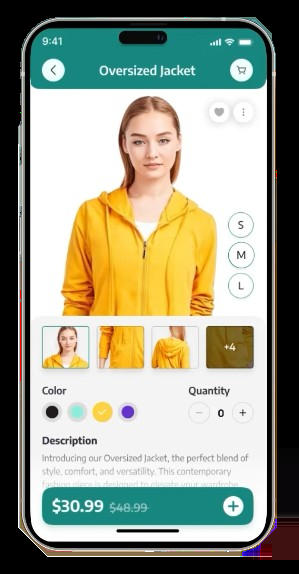 9:41
Oversized Jacket
S
M
L
+4
Color
Quantity
0
Description
Introducing our Oversized Jacket, the perfect blend of
style, comfort, and versatility. This contemporary
fashion piece is designed to elevate your wardrobe
$30.99 $48.99